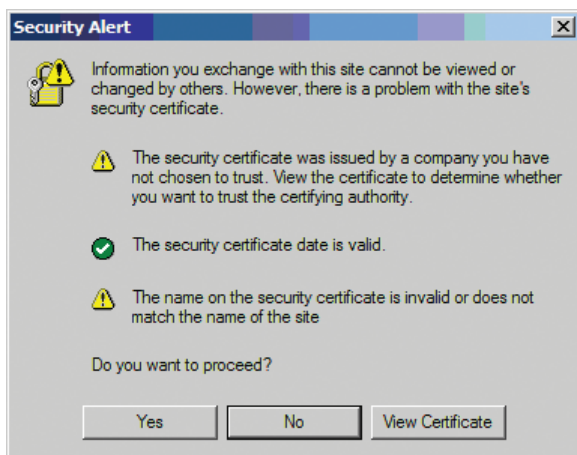 Security Alert
Information you exchange with this site cannot be viewed or
changed by others. However, there is a problem with the site's
security certificate.
The security certificate was issued by a company you have
not chosen to trust. View the certificate to determine whether
you want to trust the certifying authority.
The security certificate date is valid.
The name on the security certificate is invalid or does not
match the name of the site
Do you want to proceed?
Yes
No
View Certificate